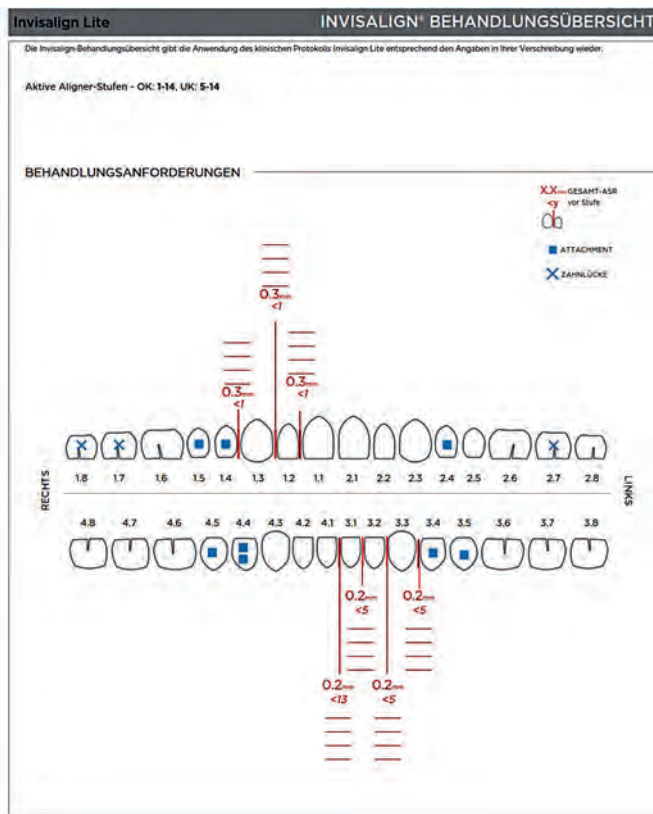 Invisalign Lite
INVISALIGN® BEHANDLUNGSÜBERSICHT
Die Invisalign-Behandlungsübersicht gibt die Anwendung des klinischen Protokolls Invisalign Lite entsprechend den Angaben in Ihrer Verschreibung wieder.
Aktive Aligner-Stufen - OK: 1-14, UK: 5-14
BEHANDLUNGSANFORDERUNGEN
X.Xmm GESAMT-ASR
<y vor Stufe
ATTACHMENT
ZAHNLÜCKE
0.3mm
<1
0.3mm
<1
0.3mm
<1
RECHTS
1.8 1.7 1.6 1.5 1.4 1.3 1.2 1.1 2.1 2.2 2.3 2.4 2.5 2.6 2.7 2.8
LINKS
4.8 4.7 4.6 4.5 4.4 4.3 4.2 4.1 3.1 3.2 3.3 3.4 3.5 3.6 3.7 3.8
0.2mm 0.2mm
<5 <5
0.2mm 0.2mm
<13 <5